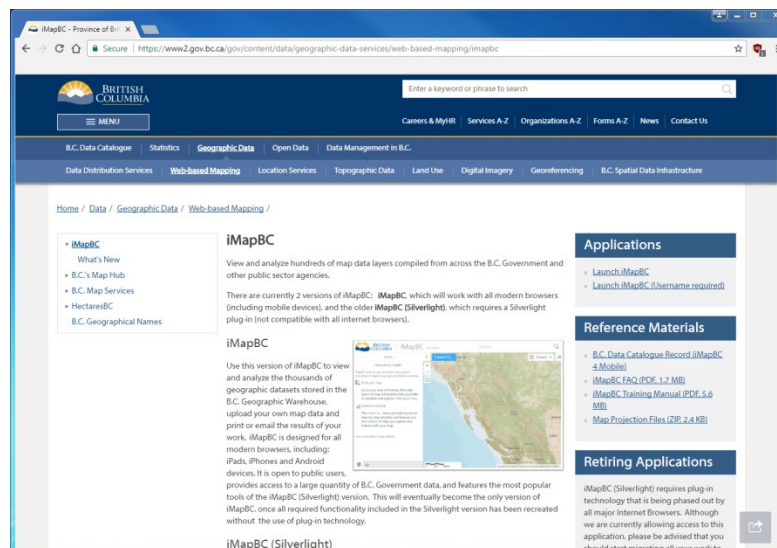 iMapBC - Province of Bri
Secure | https://www2.gov.bc.ca/gov/content/data/geographic-data-services/web-based-mapping/imapbc
BRITISH
COLUMBIA
Enter a keyword or phrase to search
MENU
Careers & MyHR Services A-Z Organizations A-Z Forms A-Z News Contact Us
B.C. Data Catalogue Statistics Geographic Data Open Data Data Management in B.C.
Data Distribution Services Web-based Mapping Location Services Topographic Data Land Use Digital Imagery Georeferencing B.C. Spatial Data Infrastructure
Home / Data / Geographic Data / Web-based Mapping /
iMapBC
What's New
B.C.'s Map Hub
B.C. Map Services
HectaresBC
B.C. Geographical Names
iMapBC
View and analyze hundreds of map data layers compiled from across the B.C. Government and
other public sector agencies.
There are currently 2 versions of iMapBC: iMapBC, which will work with all modern browsers
(including mobile devices), and the older iMapBC (Silverlight), which requires a Silverlight
plug-in (not compatible with all internet browsers).
iMapBC
Use this version of iMapBC to view
and analyze the thousands of
geographic datasets stored in the
B.C. Geographic Warehouse,
upload your own map data and
print or email the results of your
work. iMapBC is designed for all
modern browsers, including:
iPads, iPhones and Android
devices. It is open to public users,
provides access to a large quantity of B.C. Government data, and features the most popular
tools of the iMapBC (Silverlight) version. This will eventually become the only version of
iMapBC, once all required functionality included in the Silverlight version has been recreated
without the use of plug-in technology.
iMapBC (Silverlight)
BRITISH
COLUMBIA
iMapBC
Applications
Launch iMapBC
Launch iMapBC (Username required)
Reference Materials
B.C. Data Catalogue Record (iMapBC
4 Mobile)
iMapBC FAQ (PDF, 1.7 MB)
iMapBC Training Manual (PDF, 5.6
MB)
Map Projection Files (ZIP, 2.4 KB)
Retiring Applications
iMapBC (Silverlight) requires plug-in
technology that is being phased out by
all major Internet Browsers. Although
we are currently allowing access to this
application, please be advised that you
should start migrating all your work to